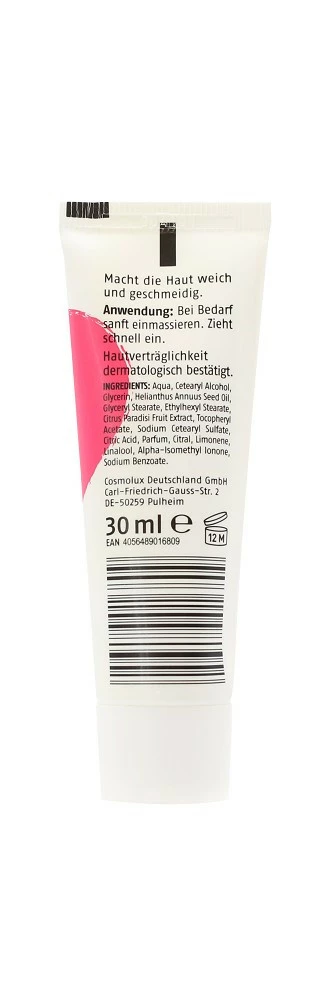 Macht die Haut weich
und geschmeidig.
Anwendung: Bei Bedarf
sanft einmassieren. Zieht
schnell ein.
Hautverträglichkeit
dermatologisch bestätigt.
INGREDIENTS: Aqua, Cetearyl Alcohol,
Glycerin, Helianthus Annuus Seed Oil,
Glyceryl Stearate, Ethylhexyl Stearate,
Citrus Paradisi Fruit Extract, Tocopheryl
Acetate, Sodium Cetearyl Sulfate,
Citric Acid, Parfum, Citral, Limonene,
Linalool, Alpha-Isomethyl Ionone,
Sodium Benzoate.
Cosmolux Deutschland GmbH
Carl-Friedrich-Gauss-Str. 2
DE-50259 Pulheim
30 ml ℮ 12 M
EAN 4056489016809